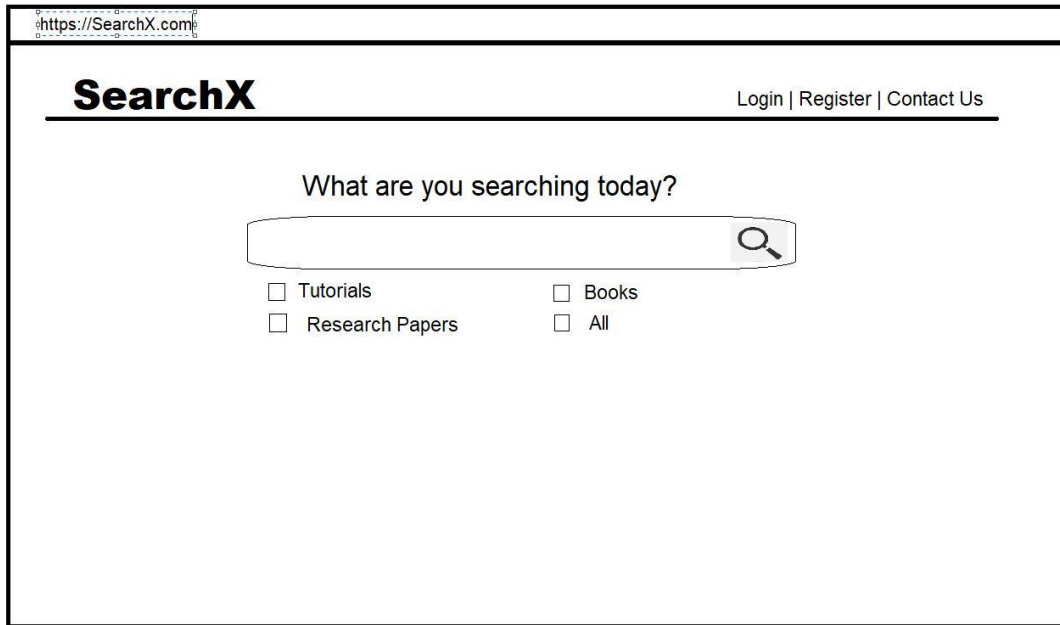 https://SearchX.com
SearchX
Login | Register | Contact Us
What are you searching today?
Tutorials
Books
Research Papers
All